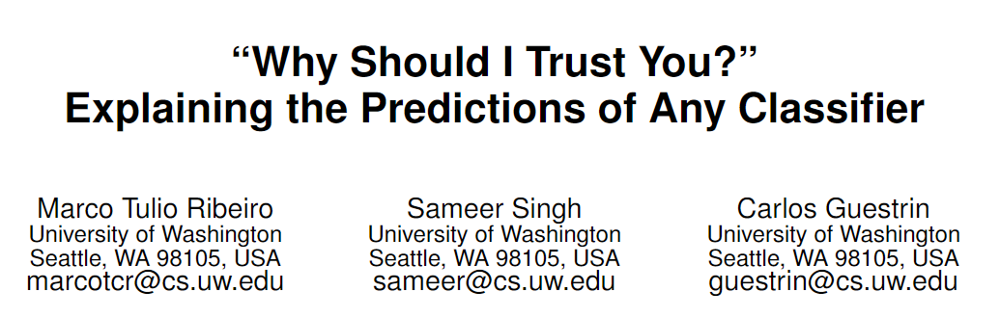 “Why Should I Trust You?”
Explaining the Predictions of Any Classifier
Marco Tulio Ribeiro
University of Washington
Seattle, WA 98105, USA
marcotcr@cs.uw.edu
Sameer Singh
University of Washington
Seattle, WA 98105, USA
sameer@cs.uw.edu
Carlos Guestrin
University of Washington
Seattle, WA 98105, USA
guestrin@cs.uw.edu